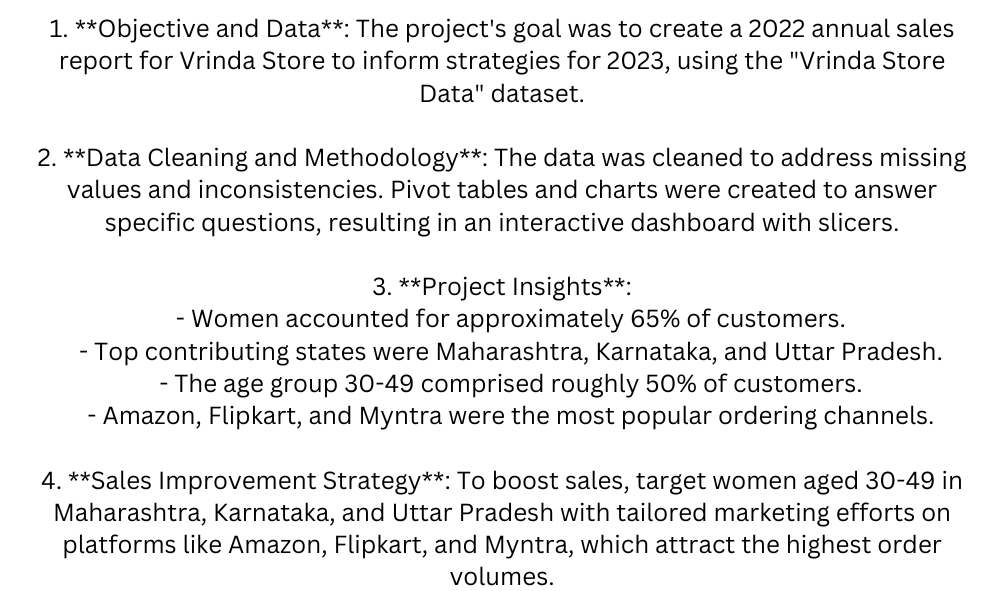 1. **Objective and Data**: The project's goal was to create a 2022 annual sales
report for Vrinda Store to inform strategies for 2023, using the "Vrinda Store
Data" dataset.
2. **Data Cleaning and Methodology**: The data was cleaned to address missing
values and inconsistencies. Pivot tables and charts were created to answer
specific questions, resulting in an interactive dashboard with slicers.
3. **Project Insights**:
- Women accounted for approximately 65% of customers.
- Top contributing states were Maharashtra, Karnataka, and Uttar Pradesh.
- The age group 30-49 comprised roughly 50% of customers.
- Amazon, Flipkart, and Myntra were the most popular ordering channels.
4. **Sales Improvement Strategy**: To boost sales, target women aged 30-49 in
Maharashtra, Karnataka, and Uttar Pradesh with tailored marketing efforts on
platforms like Amazon, Flipkart, and Myntra, which attract the highest order
volumes.